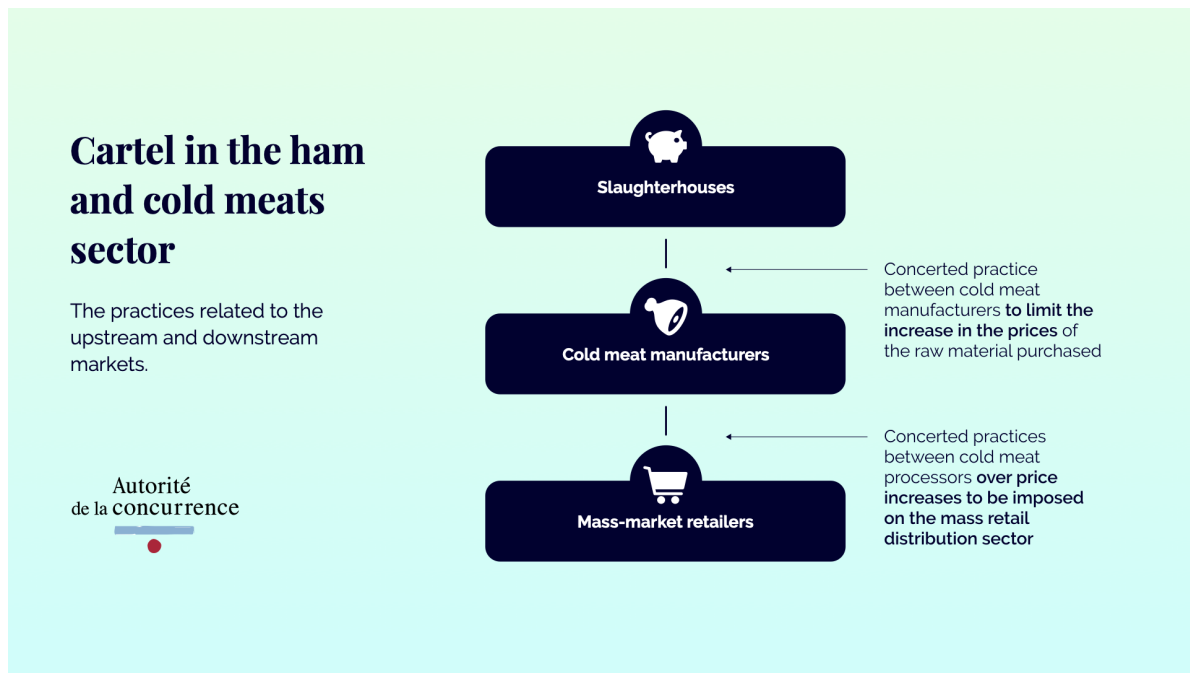 Cartel in the ham
and cold meats
sector
The practices related to the
upstream and downstream
markets.
Autorité
de la concurrence
Slaughterhouses
Concerted practice
between cold meat
manufacturers to limit the
increase in the prices of
the raw material purchased
Cold meat manufacturers
Concerted practices
between cold meat
processors over price
increases to be imposed
on the mass retail
distribution sector
Mass-market retailers